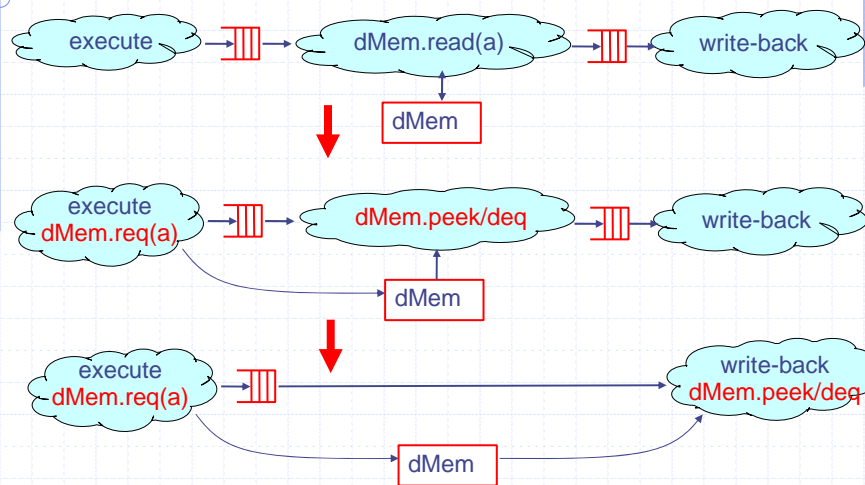 execute
dMem.read(a)
write-back
dMem
execute
dMem.req(a)
dMem.peek/deq
write-back
dMem
execute
dMem.req(a)
write-back
dMem.peek/deq
dMem